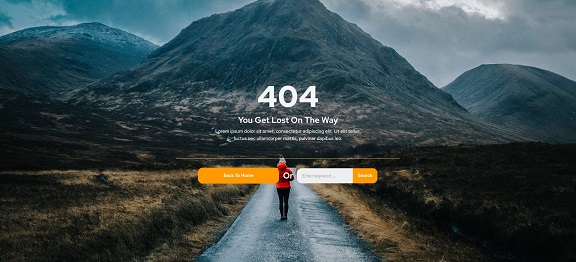 404
You Get Lost On The Way
Lorem ipsum dolor sit amet, consectetur adipiscing elit. Ut elit tellus,
luctus nec ullamcorper mattis, pulvinar dapibus leo.
Back To Home
Or
Enter keyword...
Search